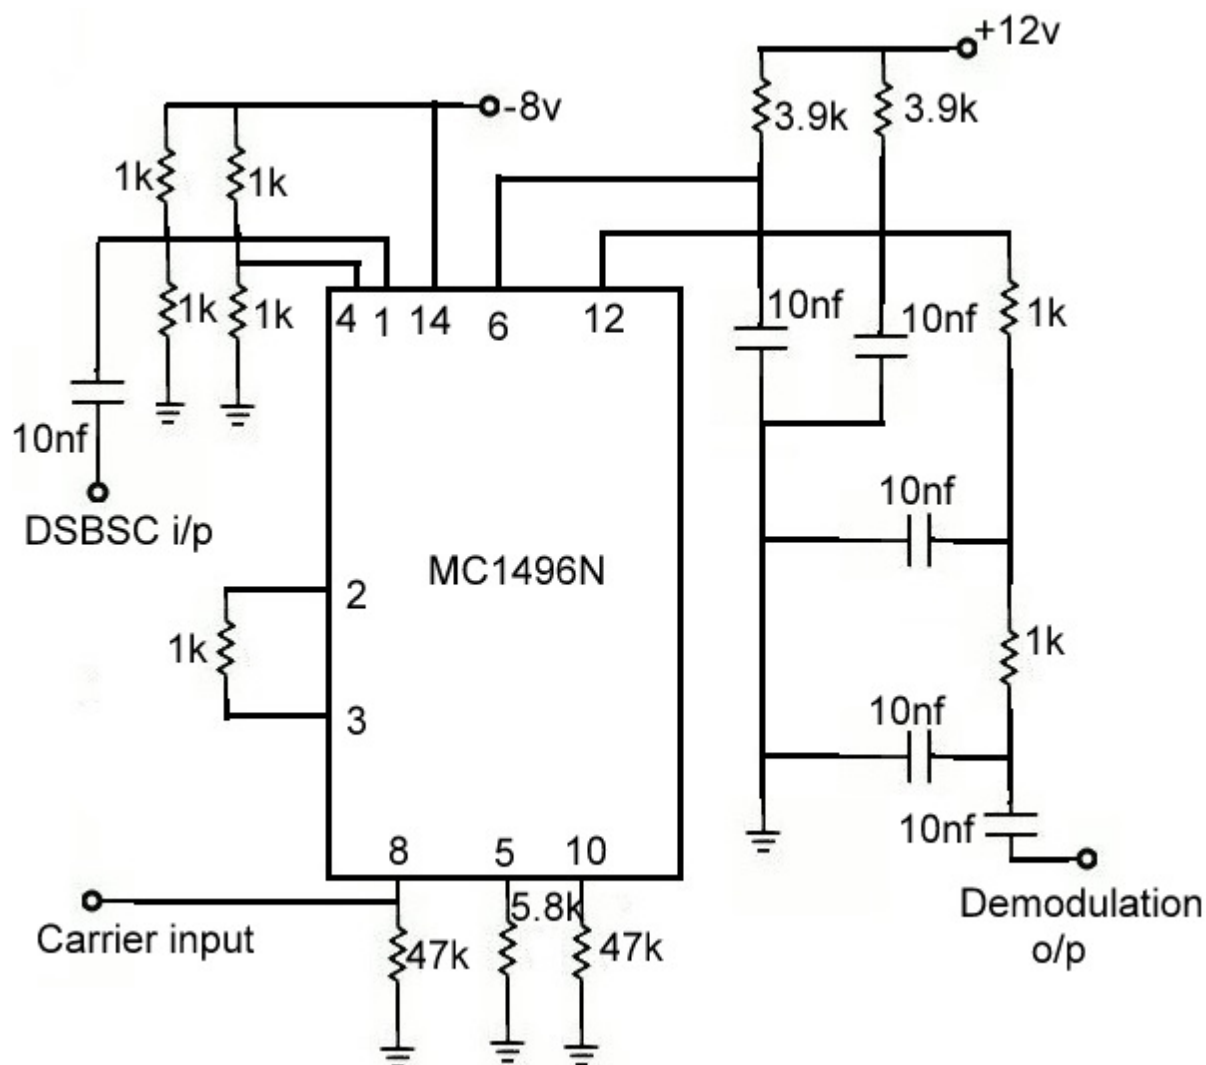 +12v
3.9k
3.9k
-8v
1k
1k
1k
1k
4
1
14
6
12
10nf
10nf
1k
10nf
DSBSC i/p
10nf
MC1496N
2
1k
1k
3
10nf
10nf
8
5
10
5.8k
47k
47k
Carrier input
Demodulation
o/p